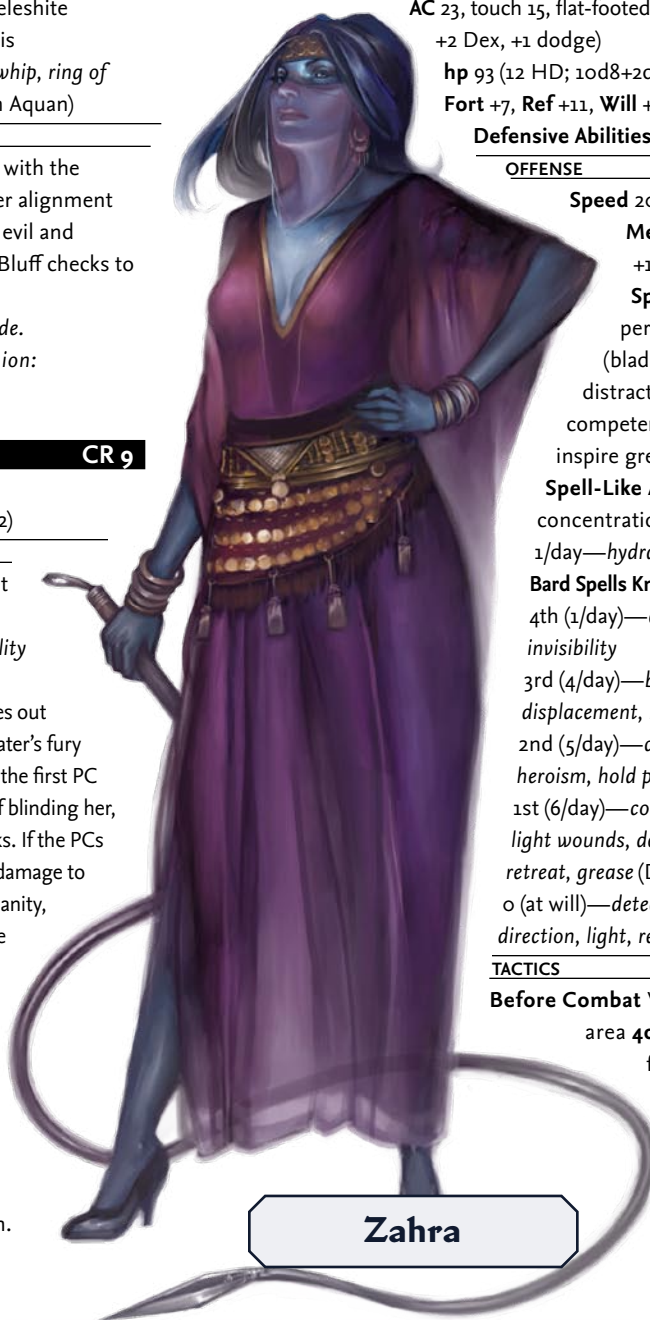 eleshite
is
whip, ring of
n Aquan)
with the
er alignment
evil and
Bluff checks to
de.
ion:
CR 9
2)
t
lity
es out
ater's fury
the first PC
f blinding her,
ks. If the PCs
damage to
anity,
e
n.
AC 23, touch 15, flat-footed
+2 Dex, +1 dodge)
hp 93 (12 HD; 10d8+2d
Fort +7, Ref +11, Will +
Defensive Abilities
OFFENSE
Speed 20
Me
+1
Sp
per
(blad
distract
competen
inspire gre
Spell-Like A
concentratio
1/day—hydra
Bard Spells Kn
4th (1/day)—
invisibility
3rd (4/day)—b
displacement,
2nd (5/day)—
heroism, hold p
1st (6/day)—co
light wounds, de
retreat, grease (D
0 (at will)—detec
direction, light, re
TACTICS
Before Combat
area 40
f
Zahra